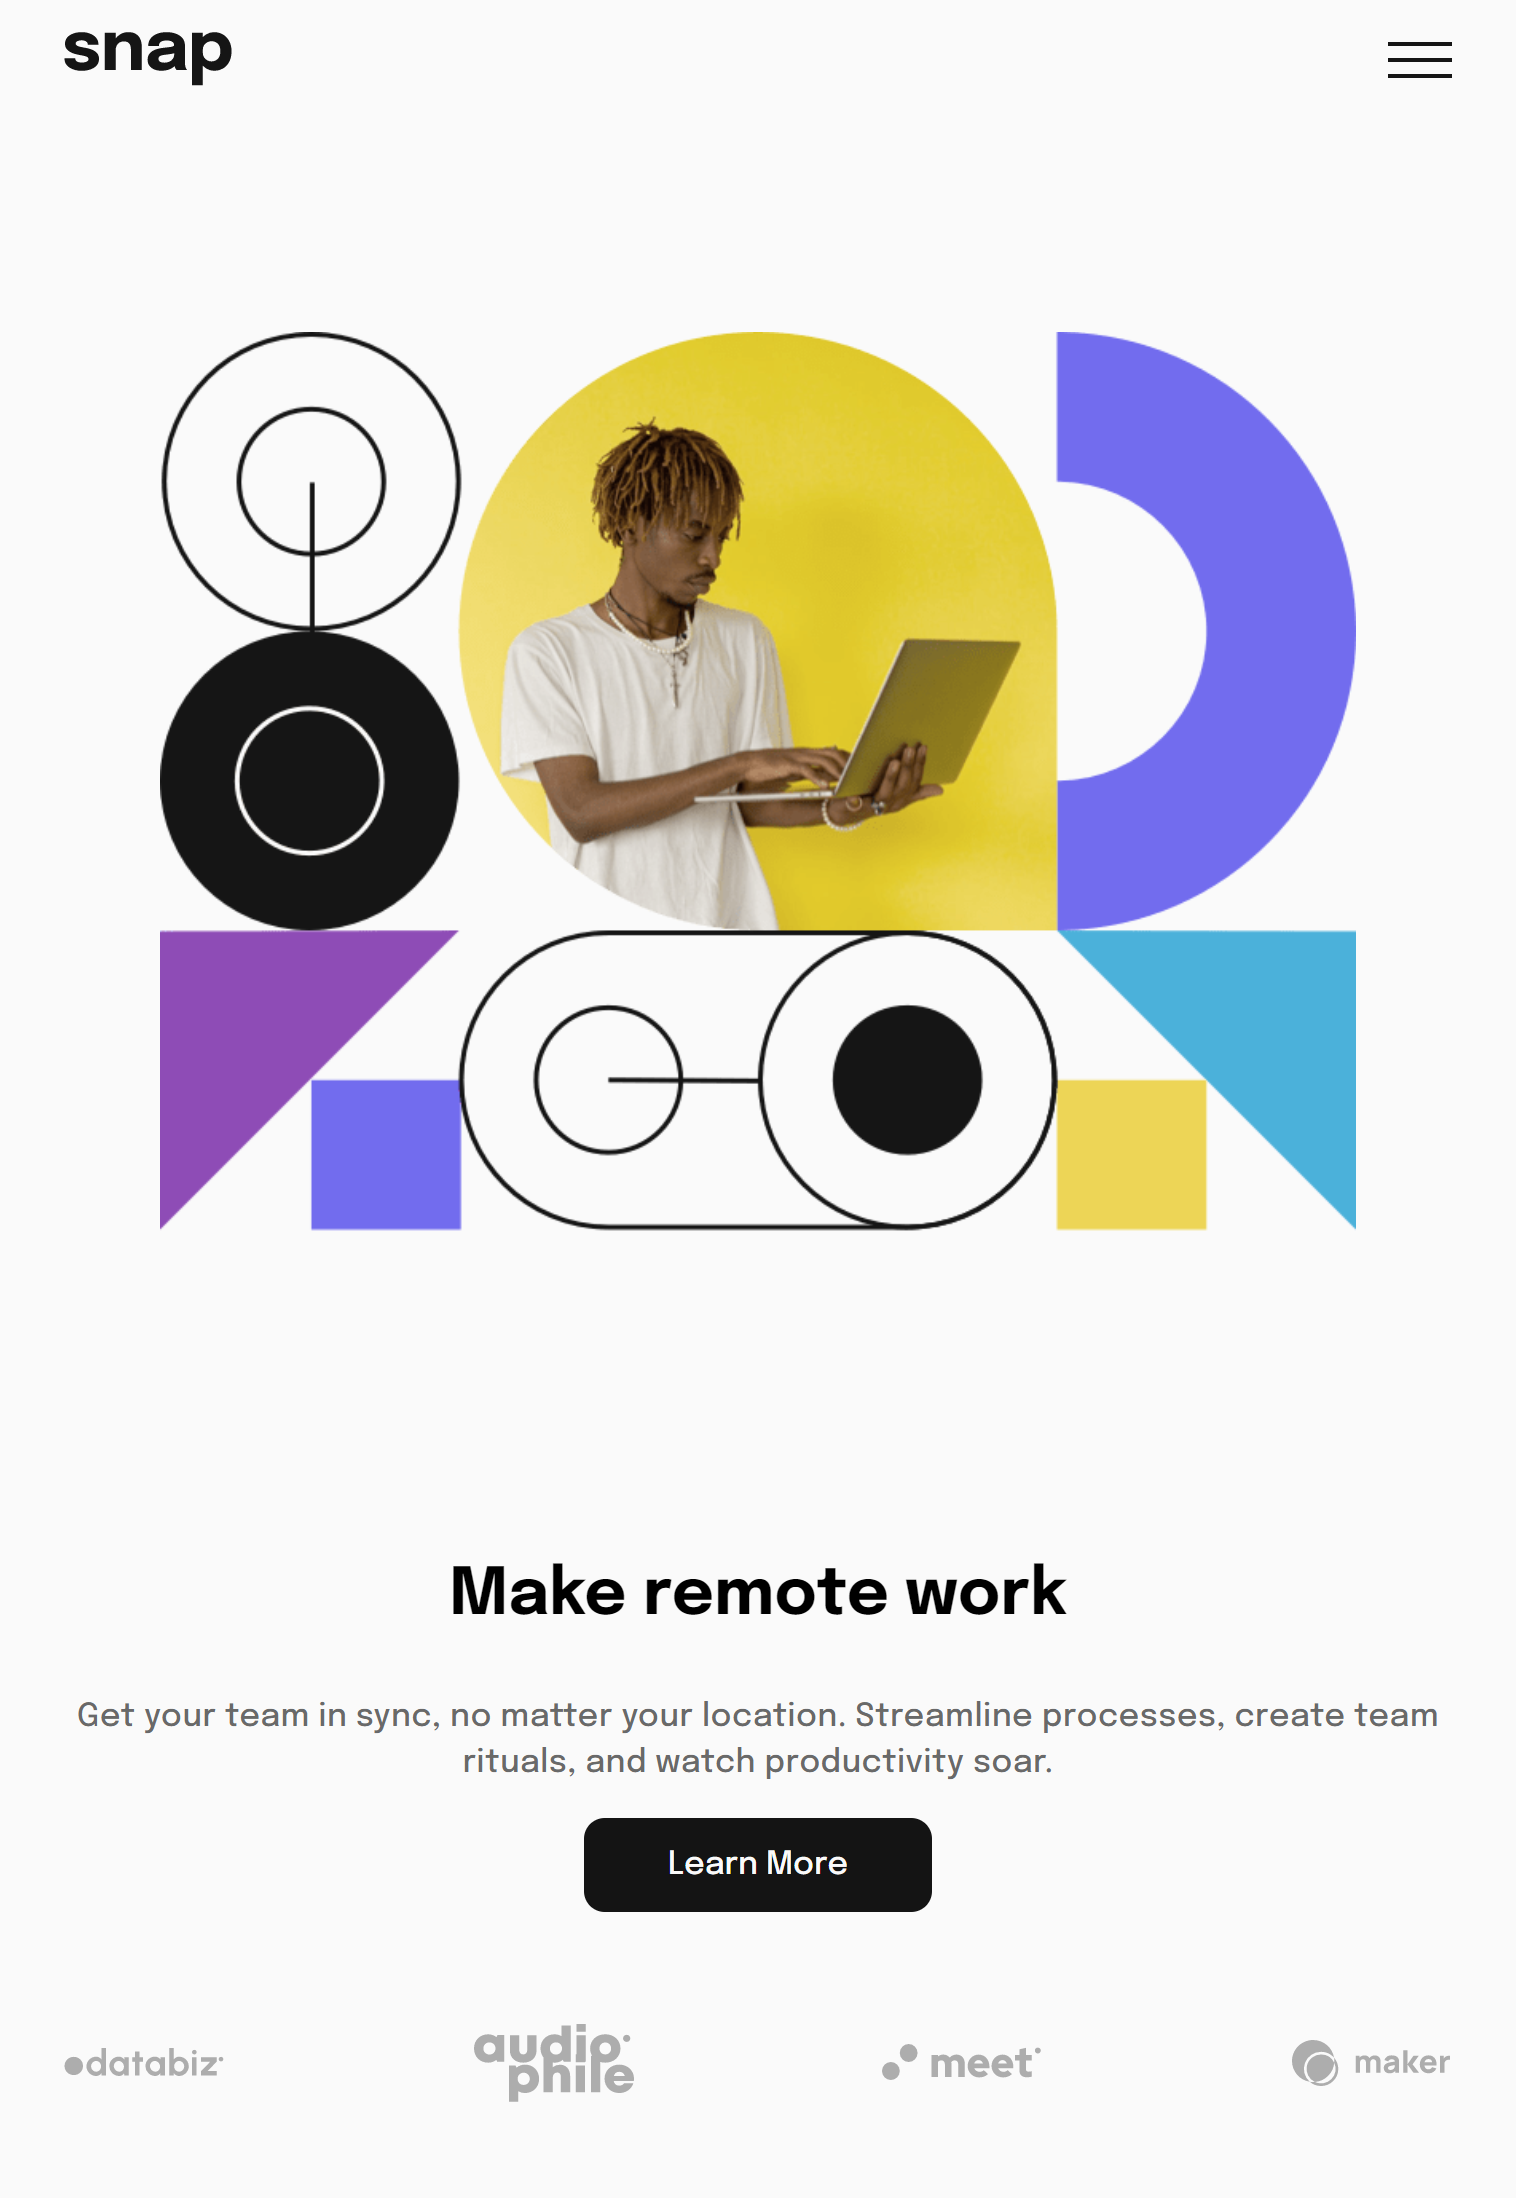 snap
Make remote work
Get your team in sync, no matter your location. Streamline processes, create team
rituals, and watch productivity soar.
Learn More
databiz
audio
phile
meet
maker